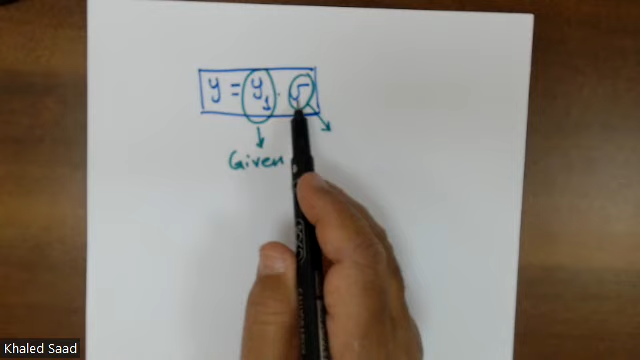 y = y₁ ·
Given
Khaled Saad